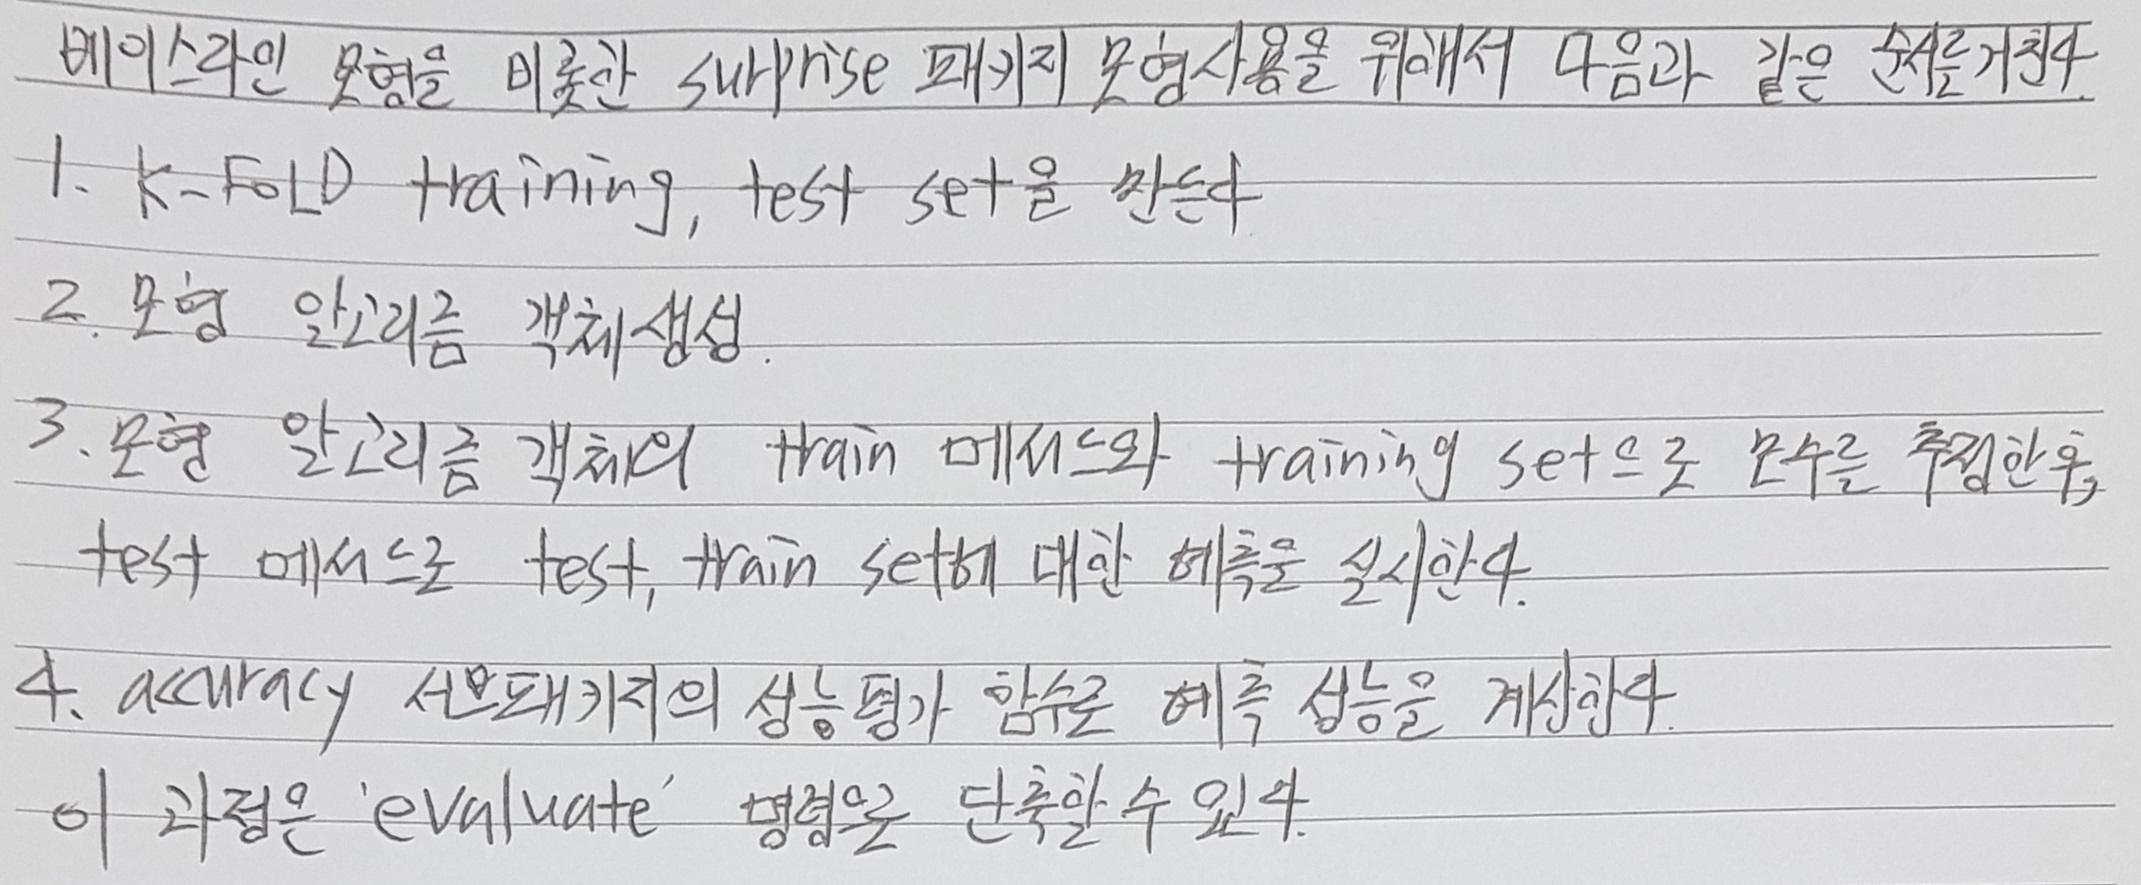 베이스라인 모형을 비롯한 surprise 패키지 모형사용을 위해서 다음과 같은 순서를거친다.
1. K-FOLD training, test set을 만든다
2. 모형 알고리즘 객체생성.
3. 모형 알고리즘 객체의 train 메서드와 training set으로 모수를 추정한후,
test 메서드로 test, train set에 대한 예측을 실시한다.
4. accuracy 서브패키지의 성능평가 함수로 예측 성능을 계산한다.
이 과정은 'evaluate' 명령으로 단축할 수 있다.